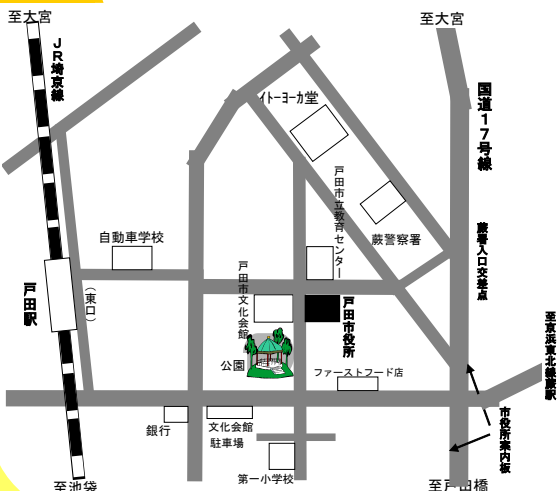 至大宮
至大宮
JR埼京線
イトーヨーカ堂
国道17号線
戸田市立教育センター
蕨警察署
蕨署入口交差点
自動車学校
戸田市文化会館
戸田駅
(東口)
戸田市役所
至京浜東北線蕨駅
公園
ファーストフード店
銀行
文化会館
駐車場
市役所案内板
第一小学校
至池袋
至戸田橋